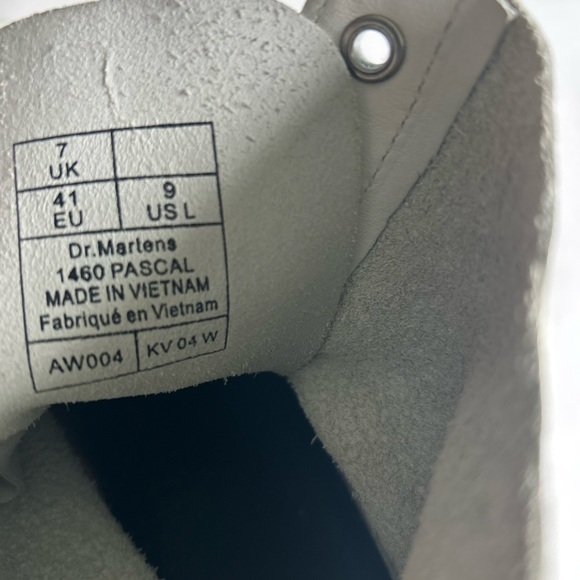 7
UK
41
EU
9
US L
Dr.Martens
1460 PASCAL
MADE IN VIETNAM
Fabriqué en Vietnam
AW004
KV 04 W